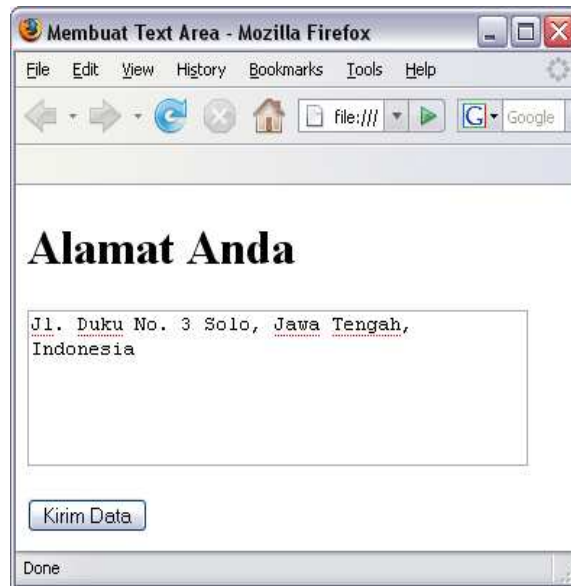 Membuat Text Area - Mozilla Firefox
File Edit View History Bookmarks Tools Help
file:/// G Google
Alamat Anda
Jl. Duku No. 3 Solo, Jawa Tengah,
Indonesia
Kirim Data
Done